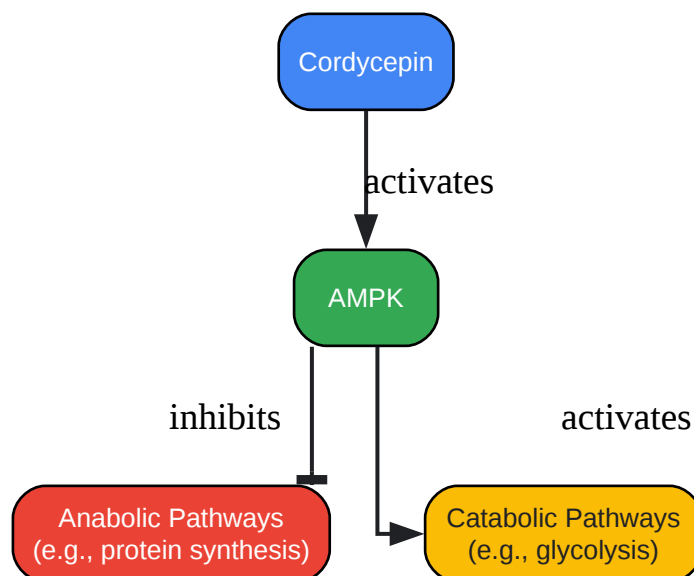 Cordycepin
activates
AMPK
inhibits
activates
Anabolic Pathways
(e.g., protein synthesis)
Catabolic Pathways
(e.g., glycolysis)